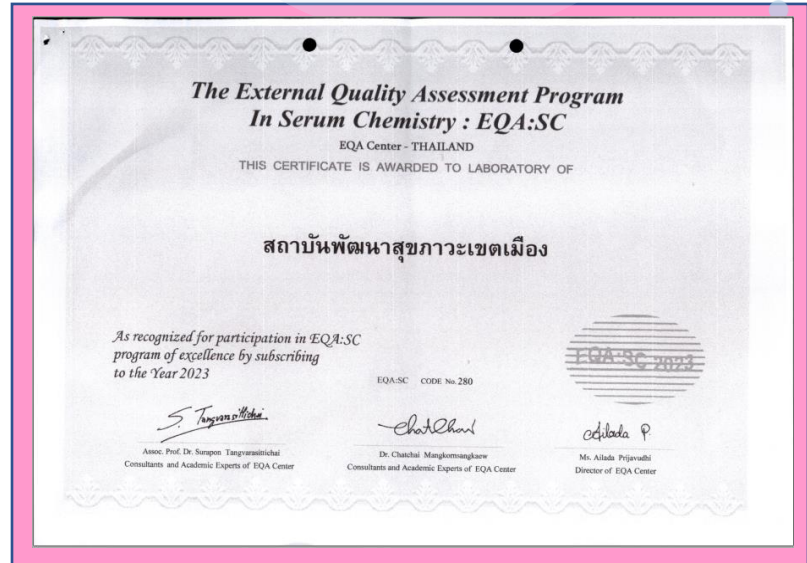 The External Quality Assessment Program
In Serum Chemistry : EQA:SC
EQA Center - THAILAND
THIS CERTIFICATE IS AWARDED TO LABORATORY OF
สถาบันพัฒนาสุขภาวะเขตเมือง
As recognized for participation in EQA:SC
program of excellence by subscribing
to the Year 2023
EQA:SC 2023
EQA:SC CODE No. 280
S. Tangvarasittichai
ChatChai
Ailada P.
Assoc. Prof. Dr. Surapon Tangvarasittichai
Consultants and Academic Experts of EQA Center
Dr. Chatchai Mangkornsangkaew
Consultants and Academic Experts of EQA Center
Ms. Ailada Prijavudhi
Director of EQA Center